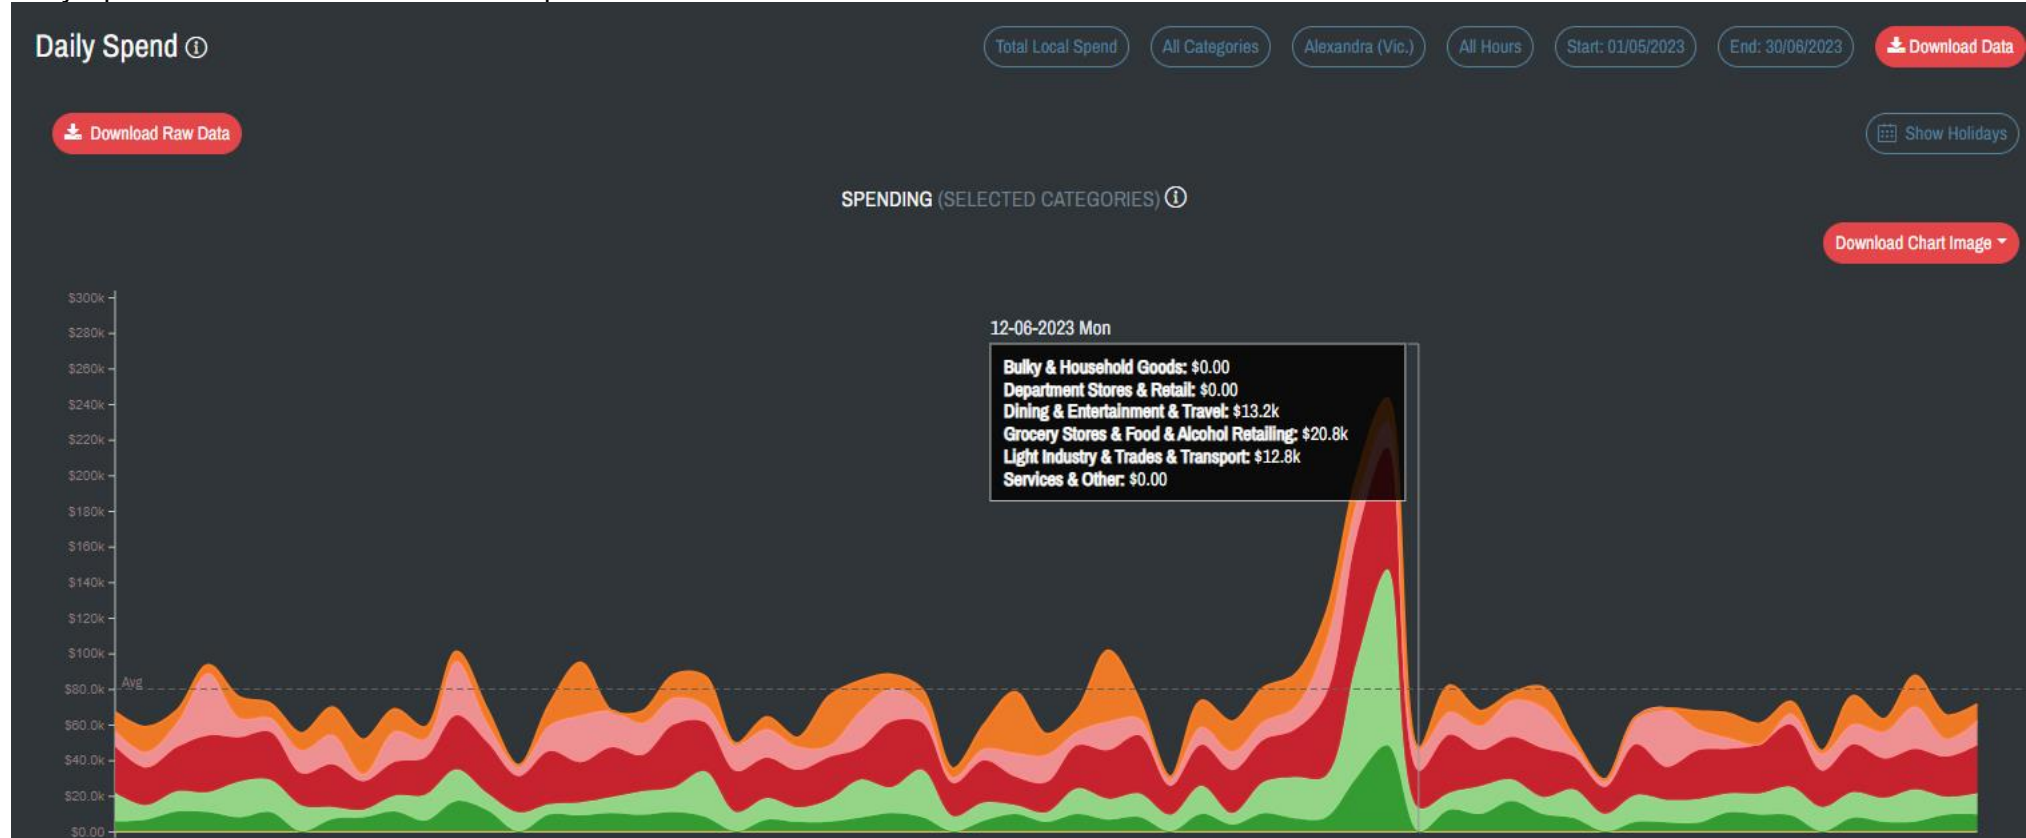 Daily Spend
Total Local Spend
All Categories
Alexandra (Vic.)
All Hours
Start: 01/05/2023
End: 30/06/2023
Download Data
Download Raw Data
Show Holidays
SPENDING (SELECTED CATEGORIES)
Download Chart Image
$300k
12-06-2023 Mon
$280k
Bulky & Household Goods: $0.00
$260k
Department Stores & Retail: $0.00
Dining & Entertainment & Travel: $13.2k
$240k
Grocery Stores & Food & Alcohol Retailing: $20.8k
$220k
Light Industry & Trades & Transport: $12.8k
Services & Other: $0.00
$200k
$180k
$160k
$140k
$120k
$100k
Avg
$80.0k
$60.0k
$40.0k
$20.0k
$0.00